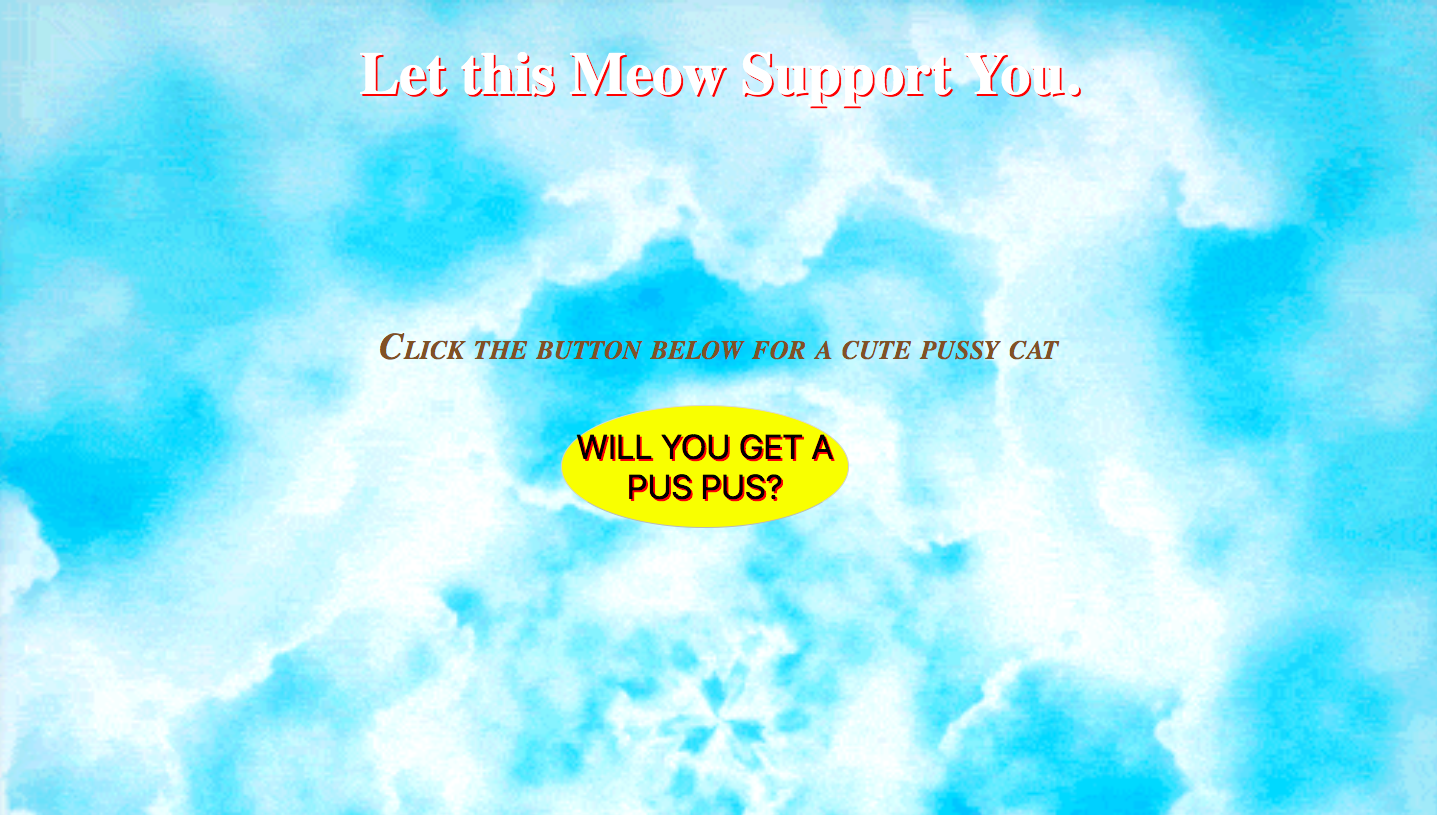 Let this Meow Support You.
Click the button below for a cute pussy cat
WILL YOU GET A
PUS PUS?